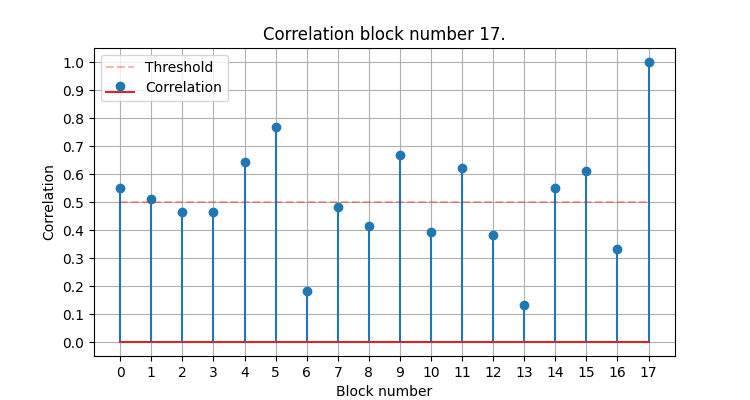 Correlation block number 17.
Threshold
Correlation
1.0
0.9
0.8
0.7
0.6
0.5
0.4
0.3
0.2
0.1
0.0
Correlation
0 1 2 3 4 5 6 7 8 9 10 11 12 13 14 15 16 17
Block number